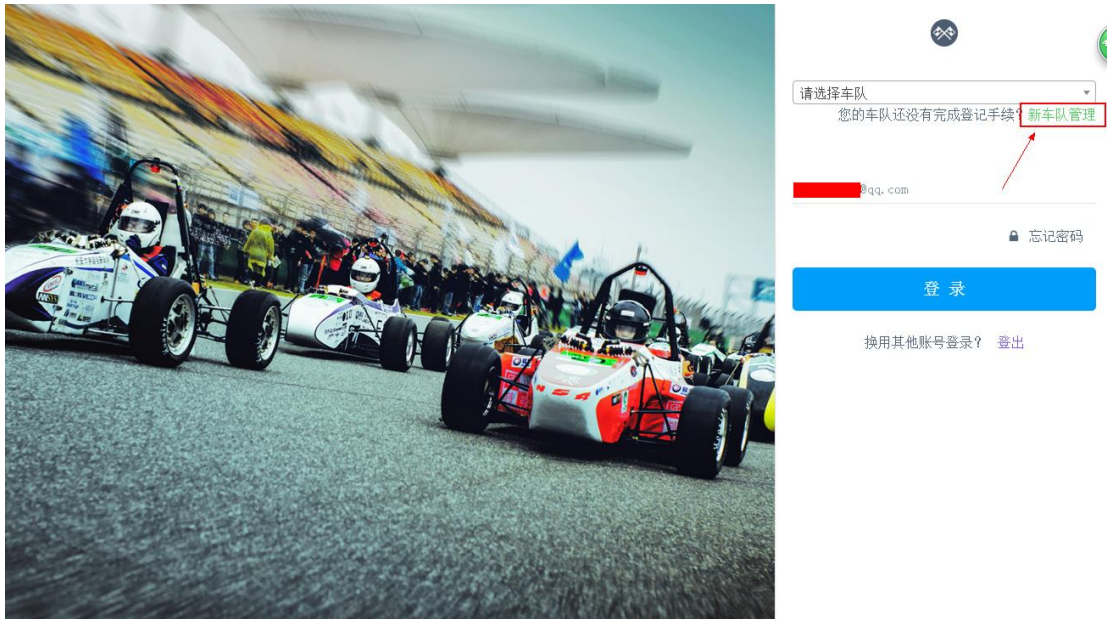 请选择车队
您的车队还没有完成登记手续? 新车队管理
@qq.com
忘记密码
登 录
换用其他账号登录? 登出